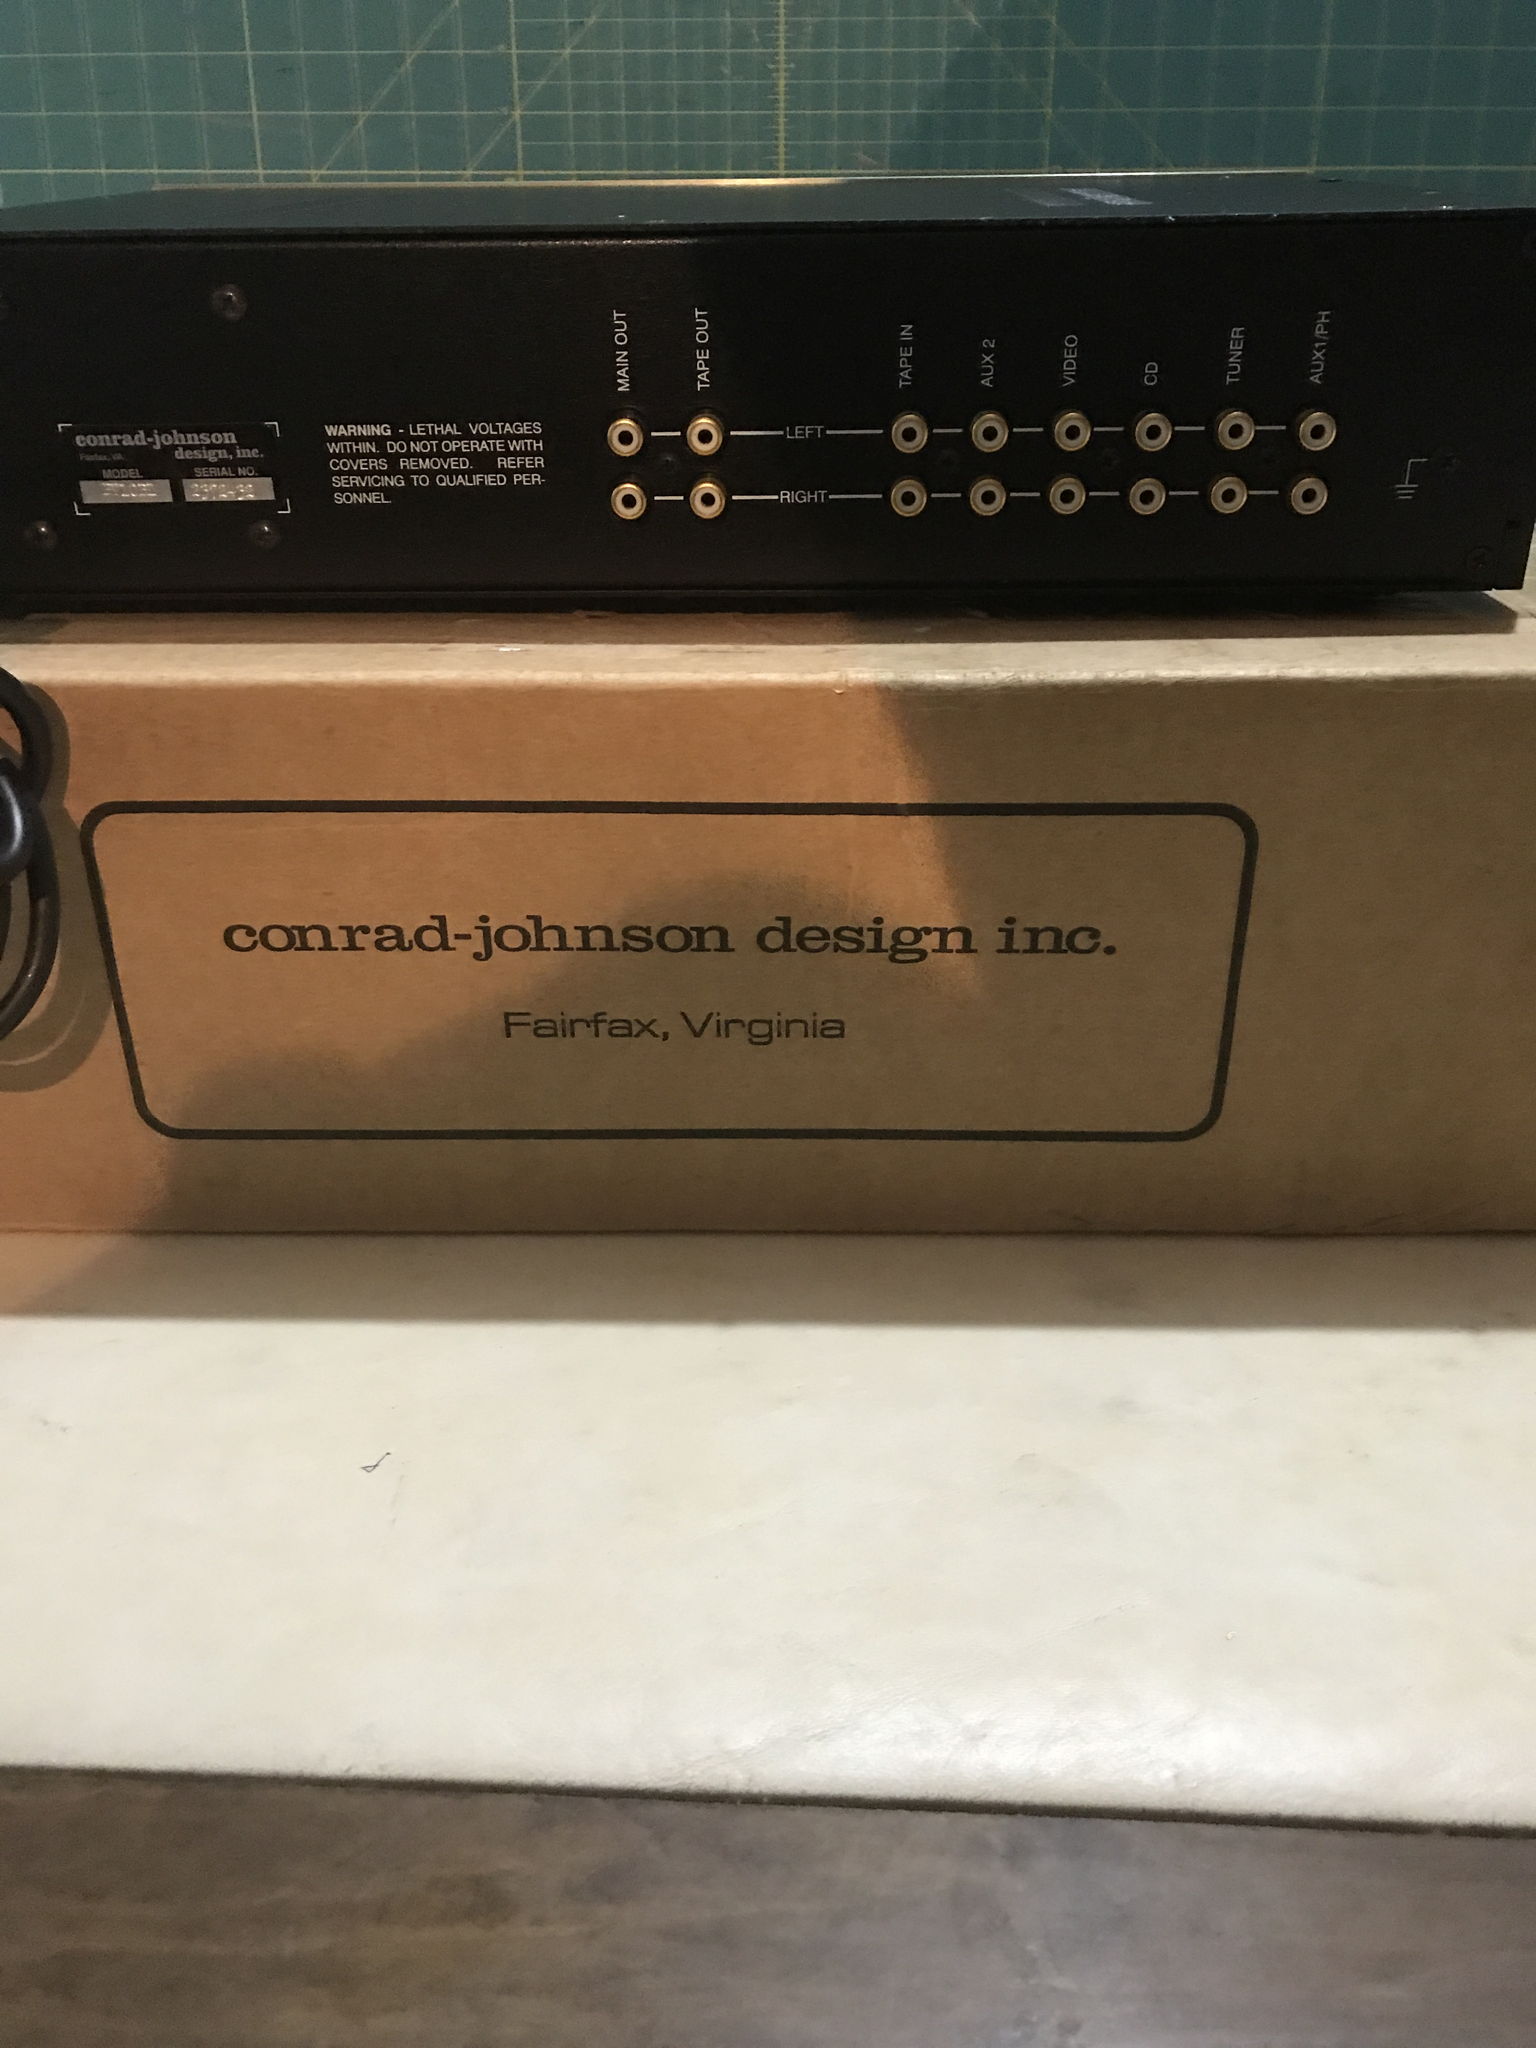 MAIN OUT
TAPE OUT
TAPE IN
AUX 2
VIDEO
CD
TUNER
AUX1/PH
LEFT
RIGHT
conrad-johnson
Fairfax, VA.
design, inc.
MODEL
SERIAL NO.
WARNING - LETHAL VOLTAGES
WITHIN. DO NOT OPERATE WITH
COVERS REMOVED. REFER
SERVICING TO QUALIFIED PER-
SONNEL.
conrad-johnson design inc.
Fairfax, Virginia